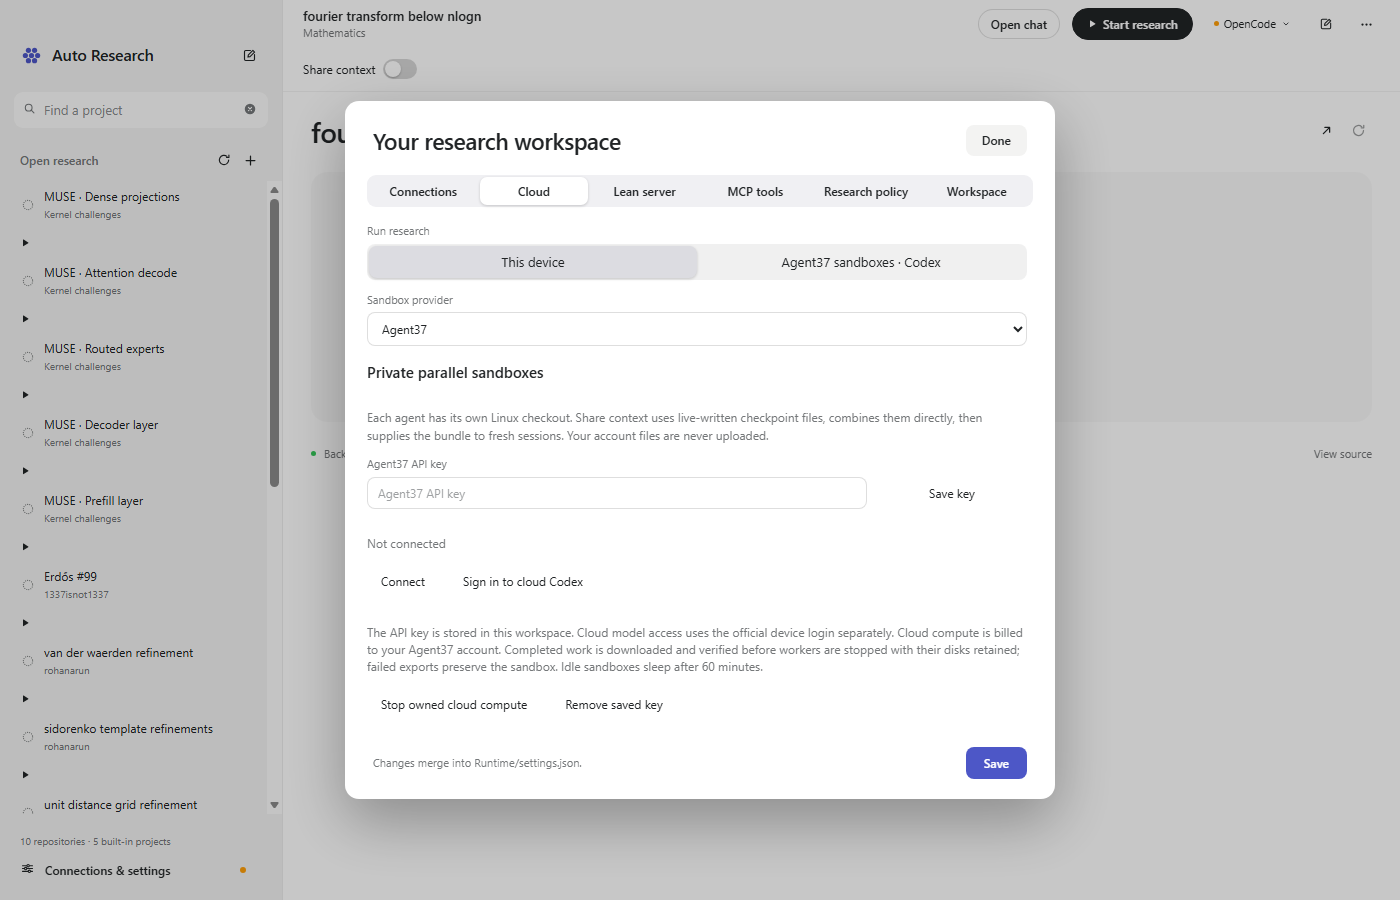 Auto Research
Find a project
Open research
MUSE · Dense projections
Kernel challenges
MUSE · Attention decode
Kernel challenges
MUSE · Routed experts
Kernel challenges
MUSE · Decoder layer
Kernel challenges
MUSE · Prefill layer
Kernel challenges
Erdős #99
1337isnot1337
van der waerden refinement
rohanarun
sidorenko template refinements
rohanarun
unit distance grid refinement
10 repositories · 5 built-in projects
Connections & settings
fourier transform below nlogn
Mathematics
Open chat
Start research
OpenCode
Share context
fou
Back
View source
Your research workspace
Done
Connections
Cloud
Lean server
MCP tools
Research policy
Workspace
Run research
This device
Agent37 sandboxes · Codex
Sandbox provider
Agent37
Private parallel sandboxes
Each agent has its own Linux checkout. Share context uses live-written checkpoint files, combines them directly, then
supplies the bundle to fresh sessions. Your account files are never uploaded.
Agent37 API key
Agent37 API key
Save key
Not connected
Connect
Sign in to cloud Codex
The API key is stored in this workspace. Cloud model access uses the official device login separately. Cloud compute is billed
to your Agent37 account. Completed work is downloaded and verified before workers are stopped with their disks retained;
failed exports preserve the sandbox. Idle sandboxes sleep after 60 minutes.
Stop owned cloud compute
Remove saved key
Changes merge into Runtime/settings.json.
Save